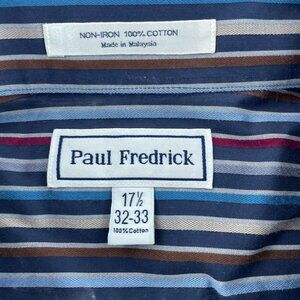 NON-IRON 100% COTTON
Made in Malaysia
Paul Fredrick
17½
32-33
100% Cotton